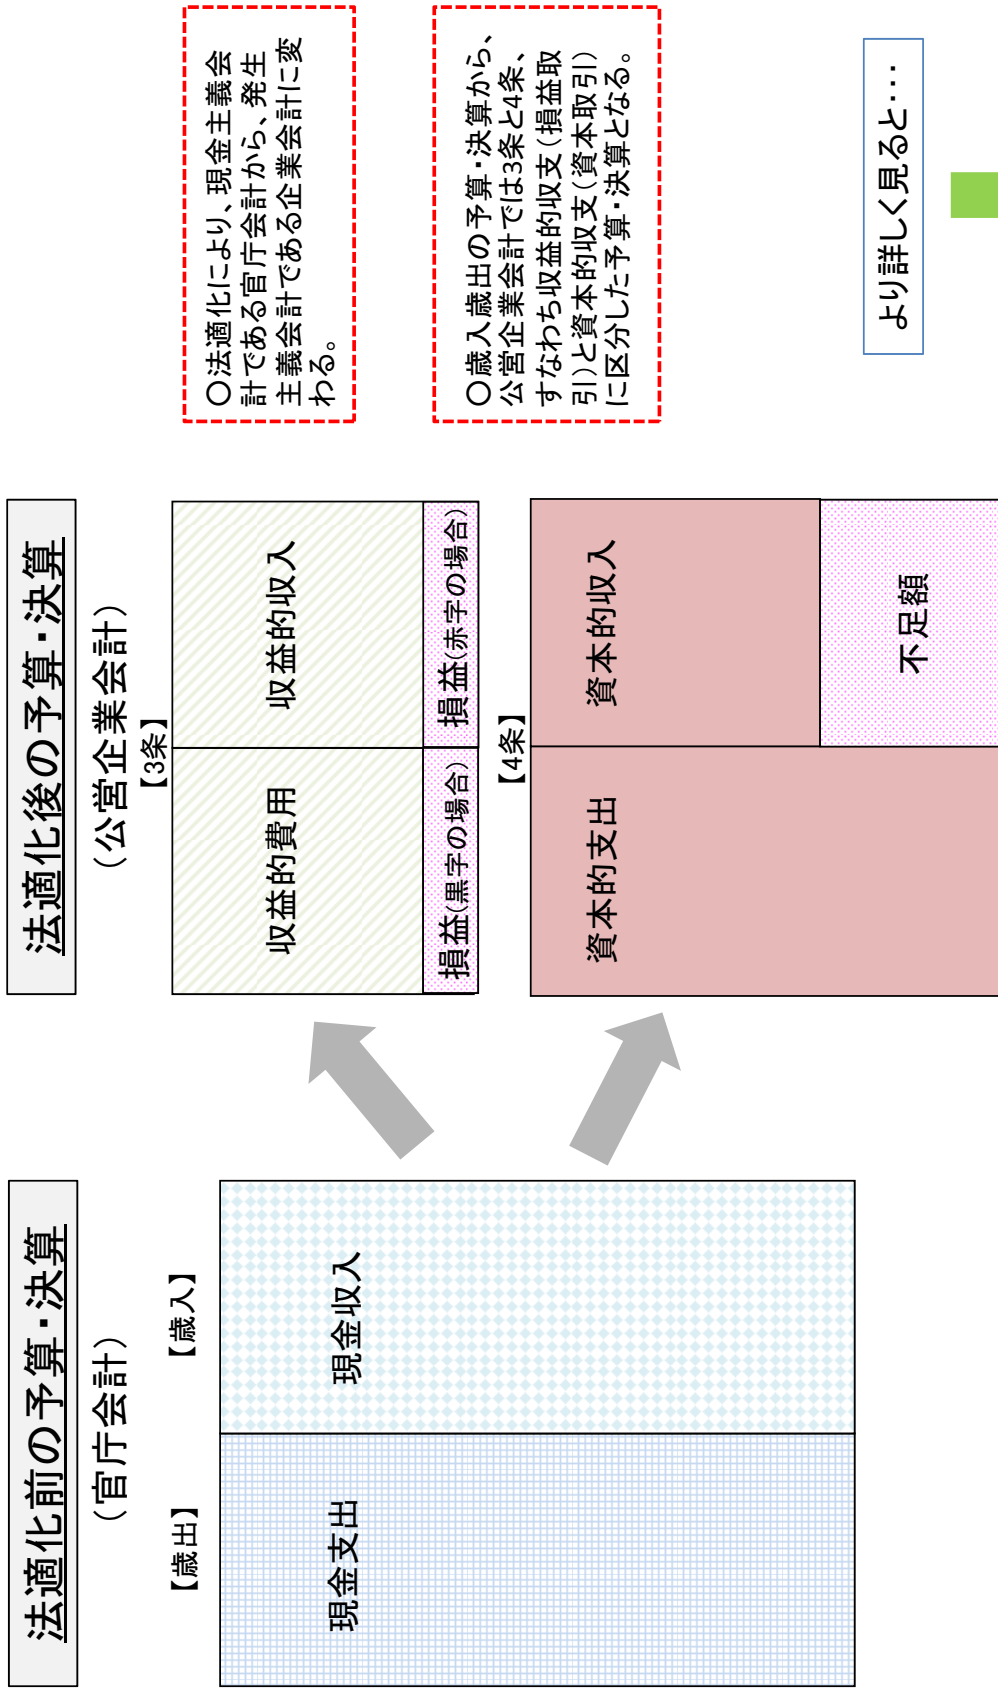 法適化前の予算・決算
（官庁会計）
【歳出】
【歳入】
現金支出
現金収入
法適化後の予算・決算
（公営企業会計）
【3条】
収益的費用
収益的収入
損益(黒字の場合)
損益(赤字の場合)
【4条】
資本的支出
資本的収入
不足額
○法適化により、現金主義会
計である官庁会計から、発生
主義会計である企業会計に変
わる。
○歳入歳出の予算・決算から、
公営企業会計では3条と4条、
すなわち収益的収支（損益取
引）と資本的収支（資本取引）
に区分した予算・決算となる。
より詳しく見ると・・・